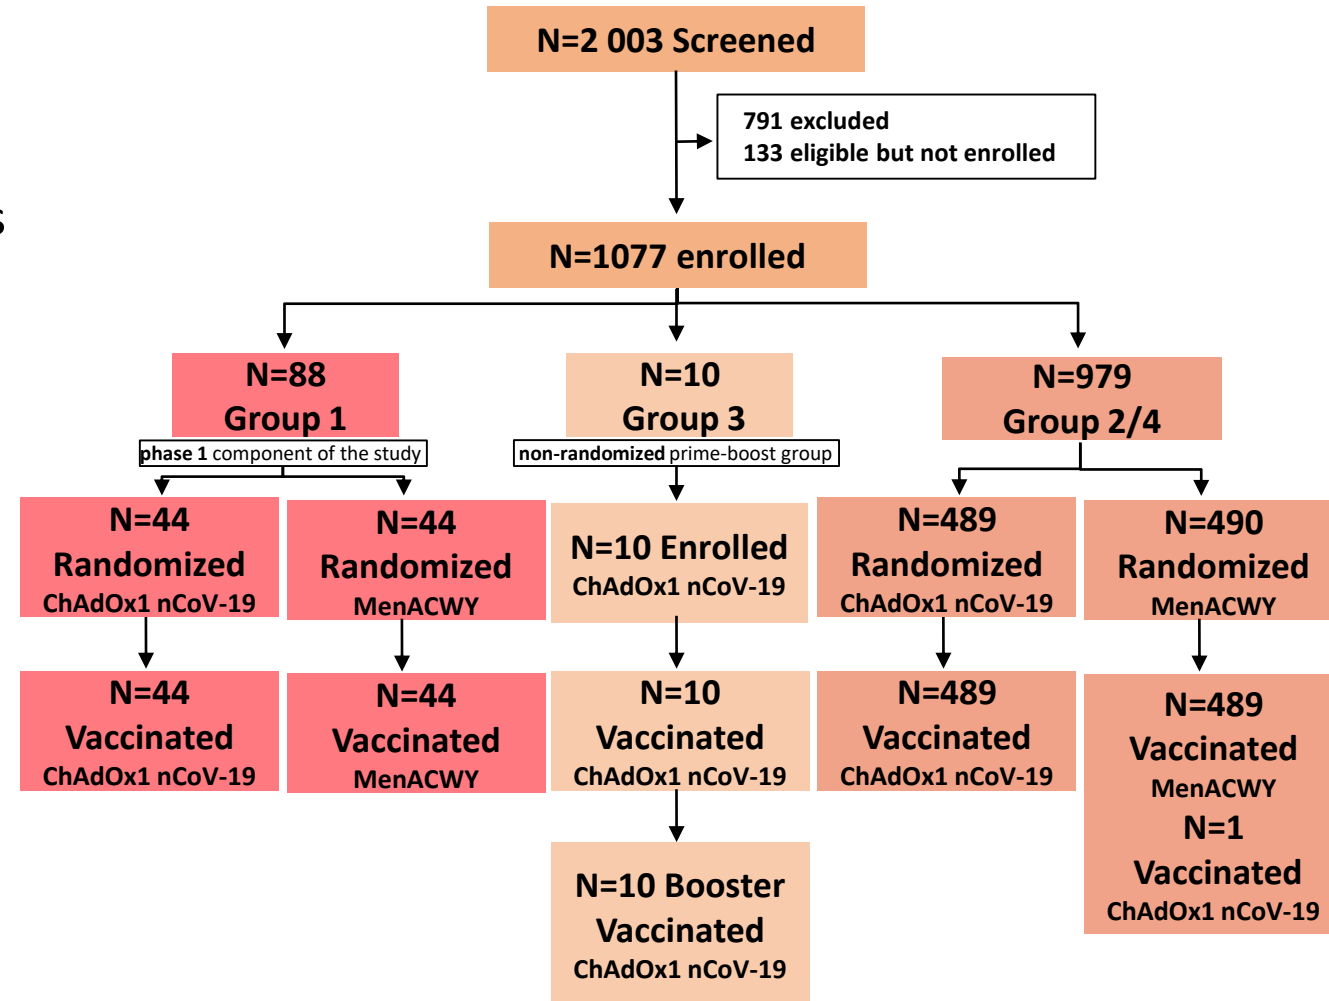 N=2 003 Screened
791 excluded
133 eligible but not enrolled
s
N=1077 enrolled
N=88
Group 1
phase 1 component of the study
N=10
Group 3
non-randomized prime-boost group
N=979
Group 2/4
N=44
Randomized
ChAdOx1 nCoV-19
N=44
Randomized
MenACWY
N=10 Enrolled
ChAdOx1 nCoV-19
N=489
Randomized
ChAdOx1 nCoV-19
N=490
Randomized
MenACWY
N=44
Vaccinated
ChAdOx1 nCoV-19
N=44
Vaccinated
MenACWY
N=10
Vaccinated
ChAdOx1 nCoV-19
N=489
Vaccinated
ChAdOx1 nCoV-19
N=489
Vaccinated
MenACWY
N=1
Vaccinated
ChAdOx1 nCoV-19
N=10 Booster
Vaccinated
ChAdOx1 nCoV-19